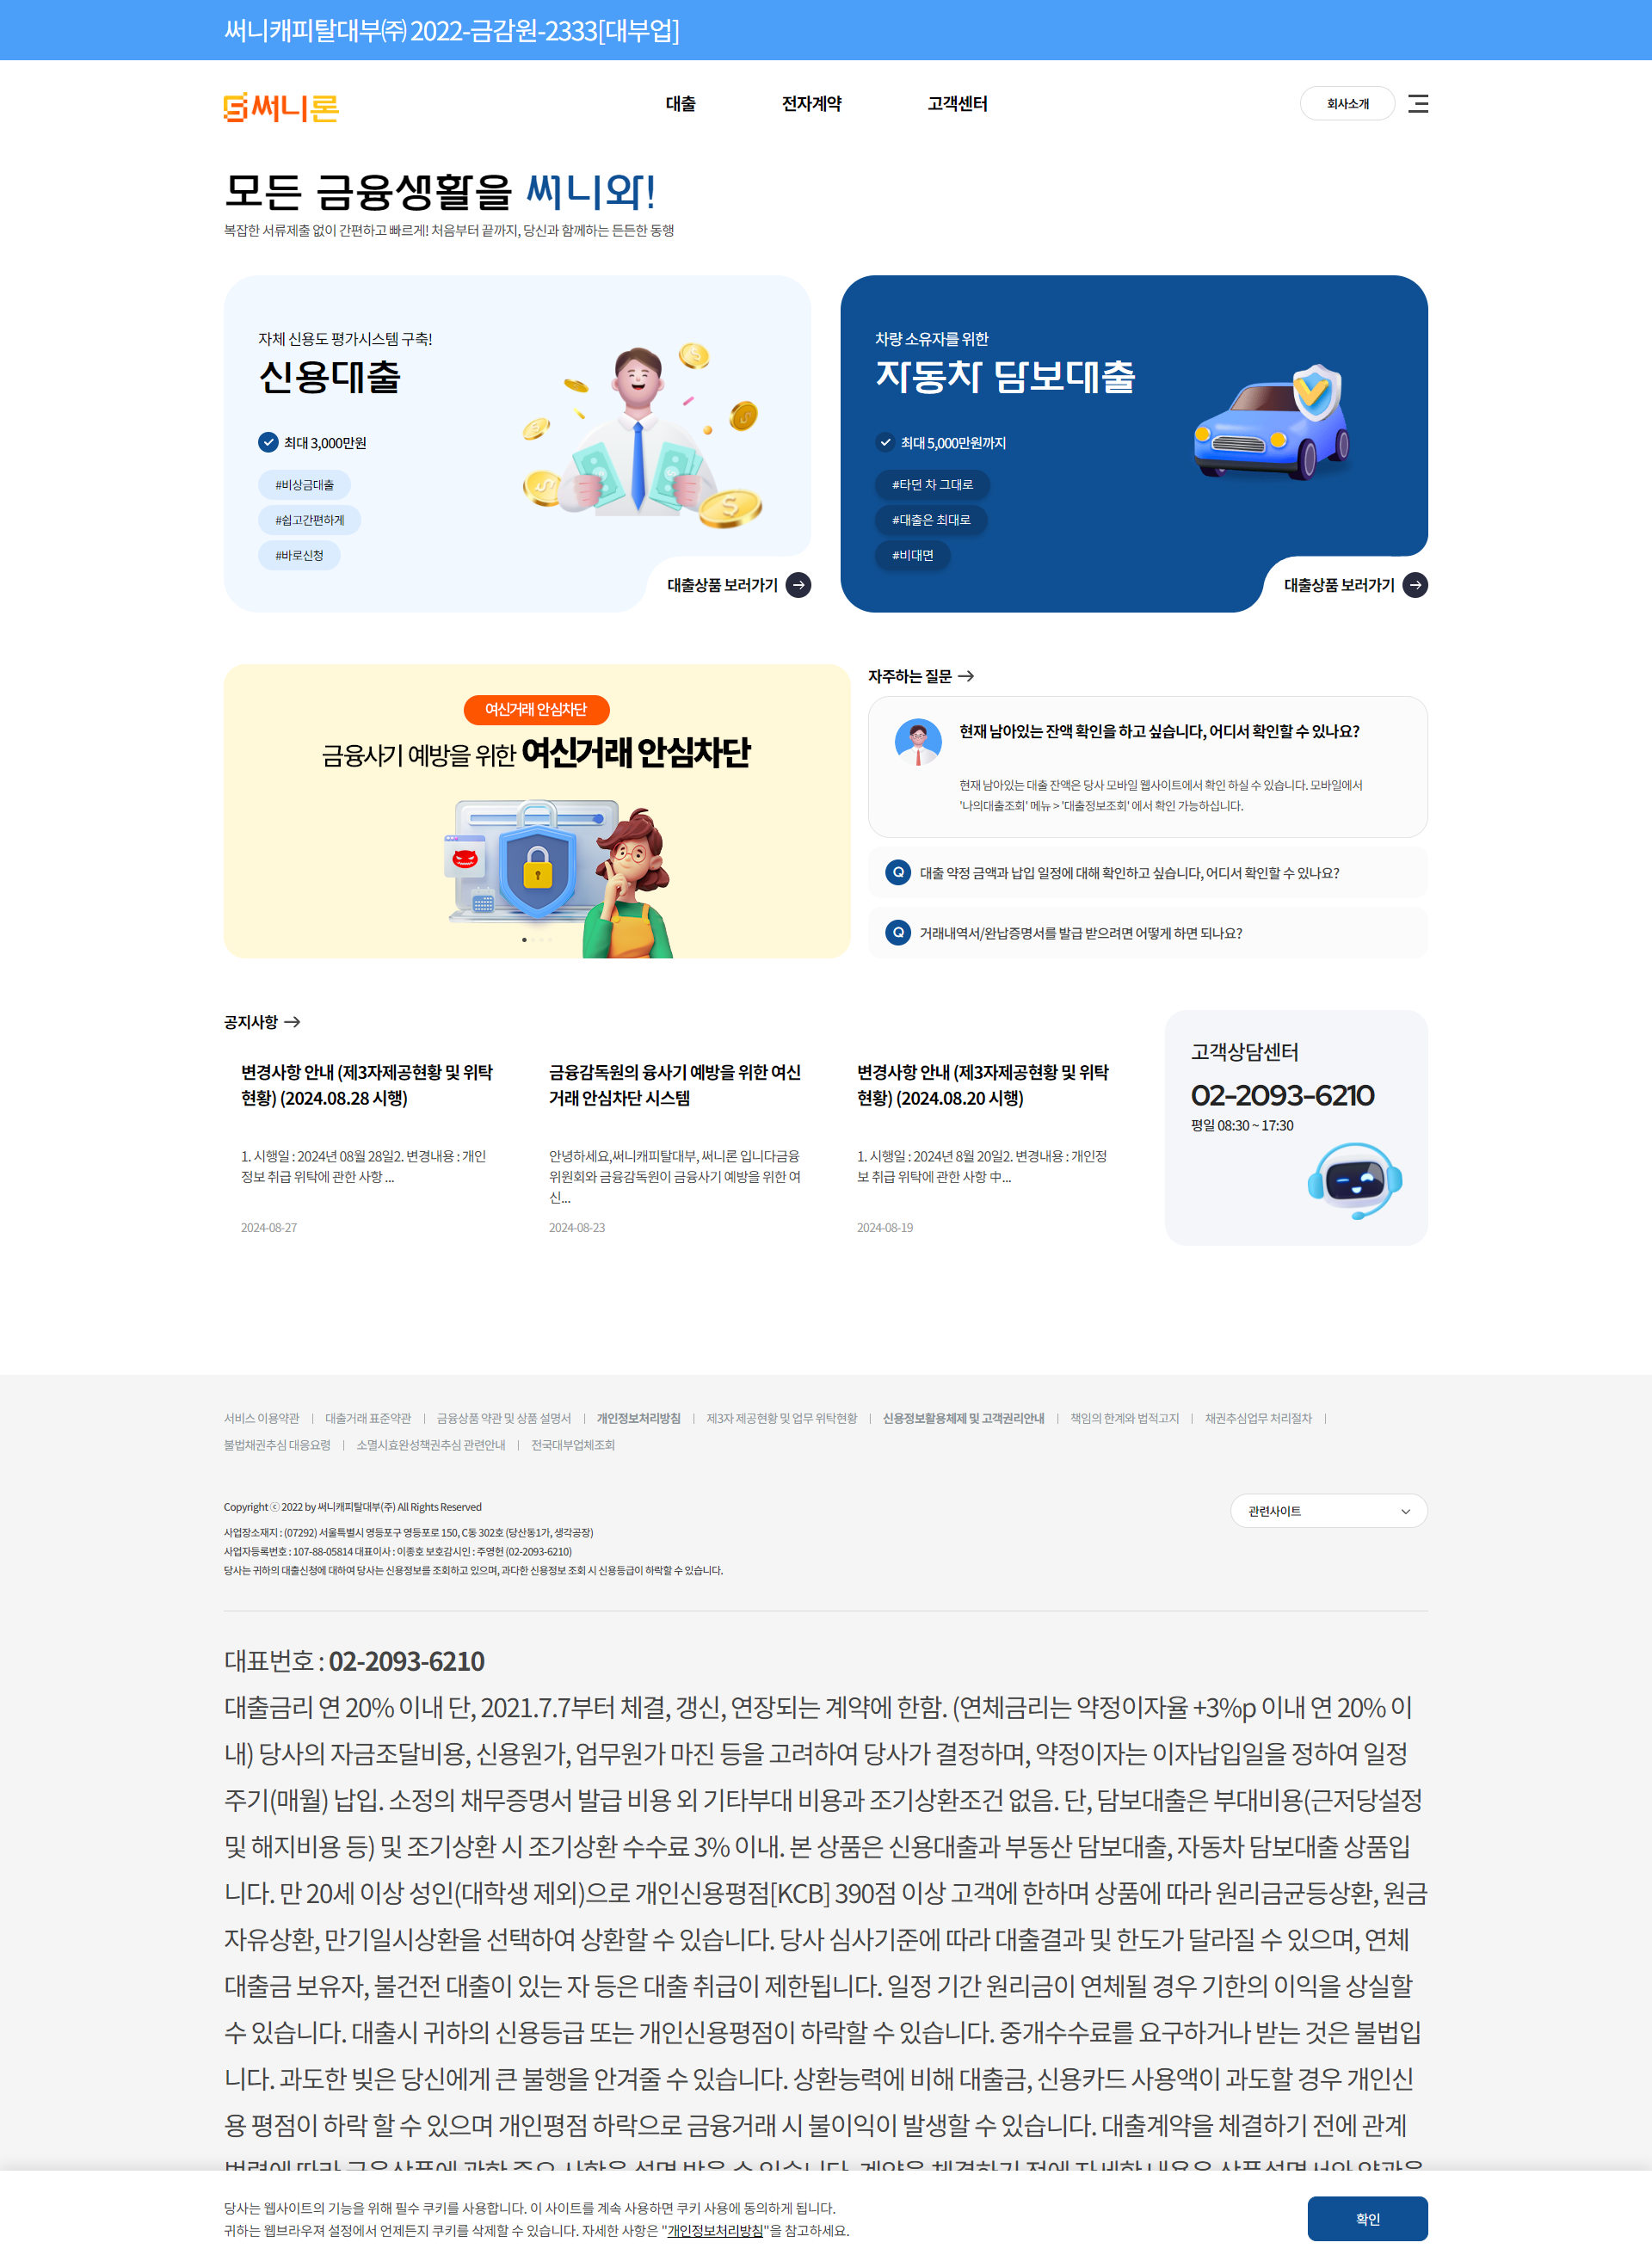 써니캐피탈대부㈜ 2022-금감원-2333[대부업]
써니론
대출
전자계약
고객센터
회사소개
모든 금융생활을 써니와!
복잡한 서류제출 없이 간편하고 빠르게! 처음부터 끝까지, 당신과 함께하는 든든한 동행
자체 신용도 평가시스템 구축!
신용대출
최대 3,000만원
#비상금대출
#쉽고간편하게
#바로신청
대출상품 보러가기
차량 소유자를 위한
자동차 담보대출
최대 5,000만원까지
#타던 차 그대로
#대출은 최대로
#비대면
대출상품 보러가기
여신거래 안심차단
금융사기 예방을 위한 여신거래 안심차단
자주하는 질문
현재 남아있는 잔액 확인을 하고 싶습니다, 어디서 확인할 수 있나요?
현재 남아있는 대출 잔액은 당사 모바일 웹사이트에서 확인 하실 수 있습니다. 모바일에서
'나의대출조회' 메뉴 > '대출정보조회' 에서 확인 가능하십니다.
Q 대출 약정 금액과 납입 일정에 대해 확인하고 싶습니다, 어디서 확인할 수 있나요?
Q 거래내역서/완납증명서를 발급 받으려면 어떻게 하면 되나요?
공지사항
변경사항 안내 (제3자제공현황 및 위탁
현황) (2024.08.28 시행)
1. 시행일 : 2024년 08월 28일2. 변경내용 : 개인
정보 취급 위탁에 관한 사항 ...
2024-08-27
금융감독원의 융사기 예방을 위한 여신
거래 안심차단 시스템
안녕하세요,써니캐피탈대부, 써니론 입니다금융
위원회와 금융감독원이 금융사기 예방을 위한 여
신...
2024-08-23
변경사항 안내 (제3자제공현황 및 위탁
현황) (2024.08.20 시행)
1. 시행일 : 2024년 8월 20일2. 변경내용 : 개인정
보 취급 위탁에 관한 사항 中...
2024-08-19
고객상담센터
02-2093-6210
평일 08:30 ~ 17:30
서비스 이용약관 | 대출거래 표준약관 | 금융상품 약관 및 상품 설명서 | 개인정보처리방침 | 제3자 제공현황 및 업무 위탁현황 | 신용정보활용체제 및 고객권리안내 | 책임의 한계와 법적고지 | 채권추심업무 처리절차 |
불법채권추심 대응요령 | 소멸시효완성책권추심 관련안내 | 전국대부업체조회
Copyright ⓒ 2022 by 써니캐피탈대부(주) All Rights Reserved
관련사이트
사업장소재지 : (07292) 서울특별시 영등포구 영등포로 150, C동 302호 (당산동1가, 생각공장)
사업자등록번호 : 107-88-05814 대표이사 : 이종호 보호감시인 : 주영헌 (02-2093-6210)
당사는 귀하의 대출신청에 대하여 당사는 신용정보를 조회하고 있으며, 과다한 신용정보 조회 시 신용등급이 하락할 수 있습니다.
대표번호 : 02-2093-6210
대출금리 연 20% 이내 단, 2021.7.7부터 체결, 갱신, 연장되는 계약에 한함. (연체금리는 약정이자율 +3%p 이내 연 20% 이
내) 당사의 자금조달비용, 신용원가, 업무원가 마진 등을 고려하여 당사가 결정하며, 약정이자는 이자납입일을 정하여 일정
주기(매월) 납입. 소정의 채무증명서 발급 비용 외 기타부대 비용과 조기상환조건 없음. 단, 담보대출은 부대비용(근저당설정
및 해지비용 등) 및 조기상환 시 조기상환 수수료 3% 이내. 본 상품은 신용대출과 부동산 담보대출, 자동차 담보대출 상품입
니다. 만 20세 이상 성인(대학생 제외)으로 개인신용평점[KCB] 390점 이상 고객에 한하며 상품에 따라 원리금균등상환, 원금
자유상환, 만기일시상환을 선택하여 상환할 수 있습니다. 당사 심사기준에 따라 대출결과 및 한도가 달라질 수 있으며, 연체
대출금 보유자, 불건전 대출이 있는 자 등은 대출 취급이 제한됩니다. 일정 기간 원리금이 연체될 경우 기한의 이익을 상실할
수 있습니다. 대출시 귀하의 신용등급 또는 개인신용평점이 하락할 수 있습니다. 중개수수료를 요구하거나 받는 것은 불법입
니다. 과도한 빚은 당신에게 큰 불행을 안겨줄 수 있습니다. 상환능력에 비해 대출금, 신용카드 사용액이 과도할 경우 개인신
용 평점이 하락 할 수 있으며 개인평점 하락으로 금융거래 시 불이익이 발생할 수 있습니다. 대출계약을 체결하기 전에 관계
당사는 웹사이트의 기능을 위해 필수 쿠키를 사용합니다. 이 사이트를 계속 사용하면 쿠키 사용에 동의하게 됩니다.
귀하는 웹브라우져 설정에서 언제든지 쿠키를 삭제할 수 있습니다. 자세한 사항은 "개인정보처리방침"을 참고하세요.
확인